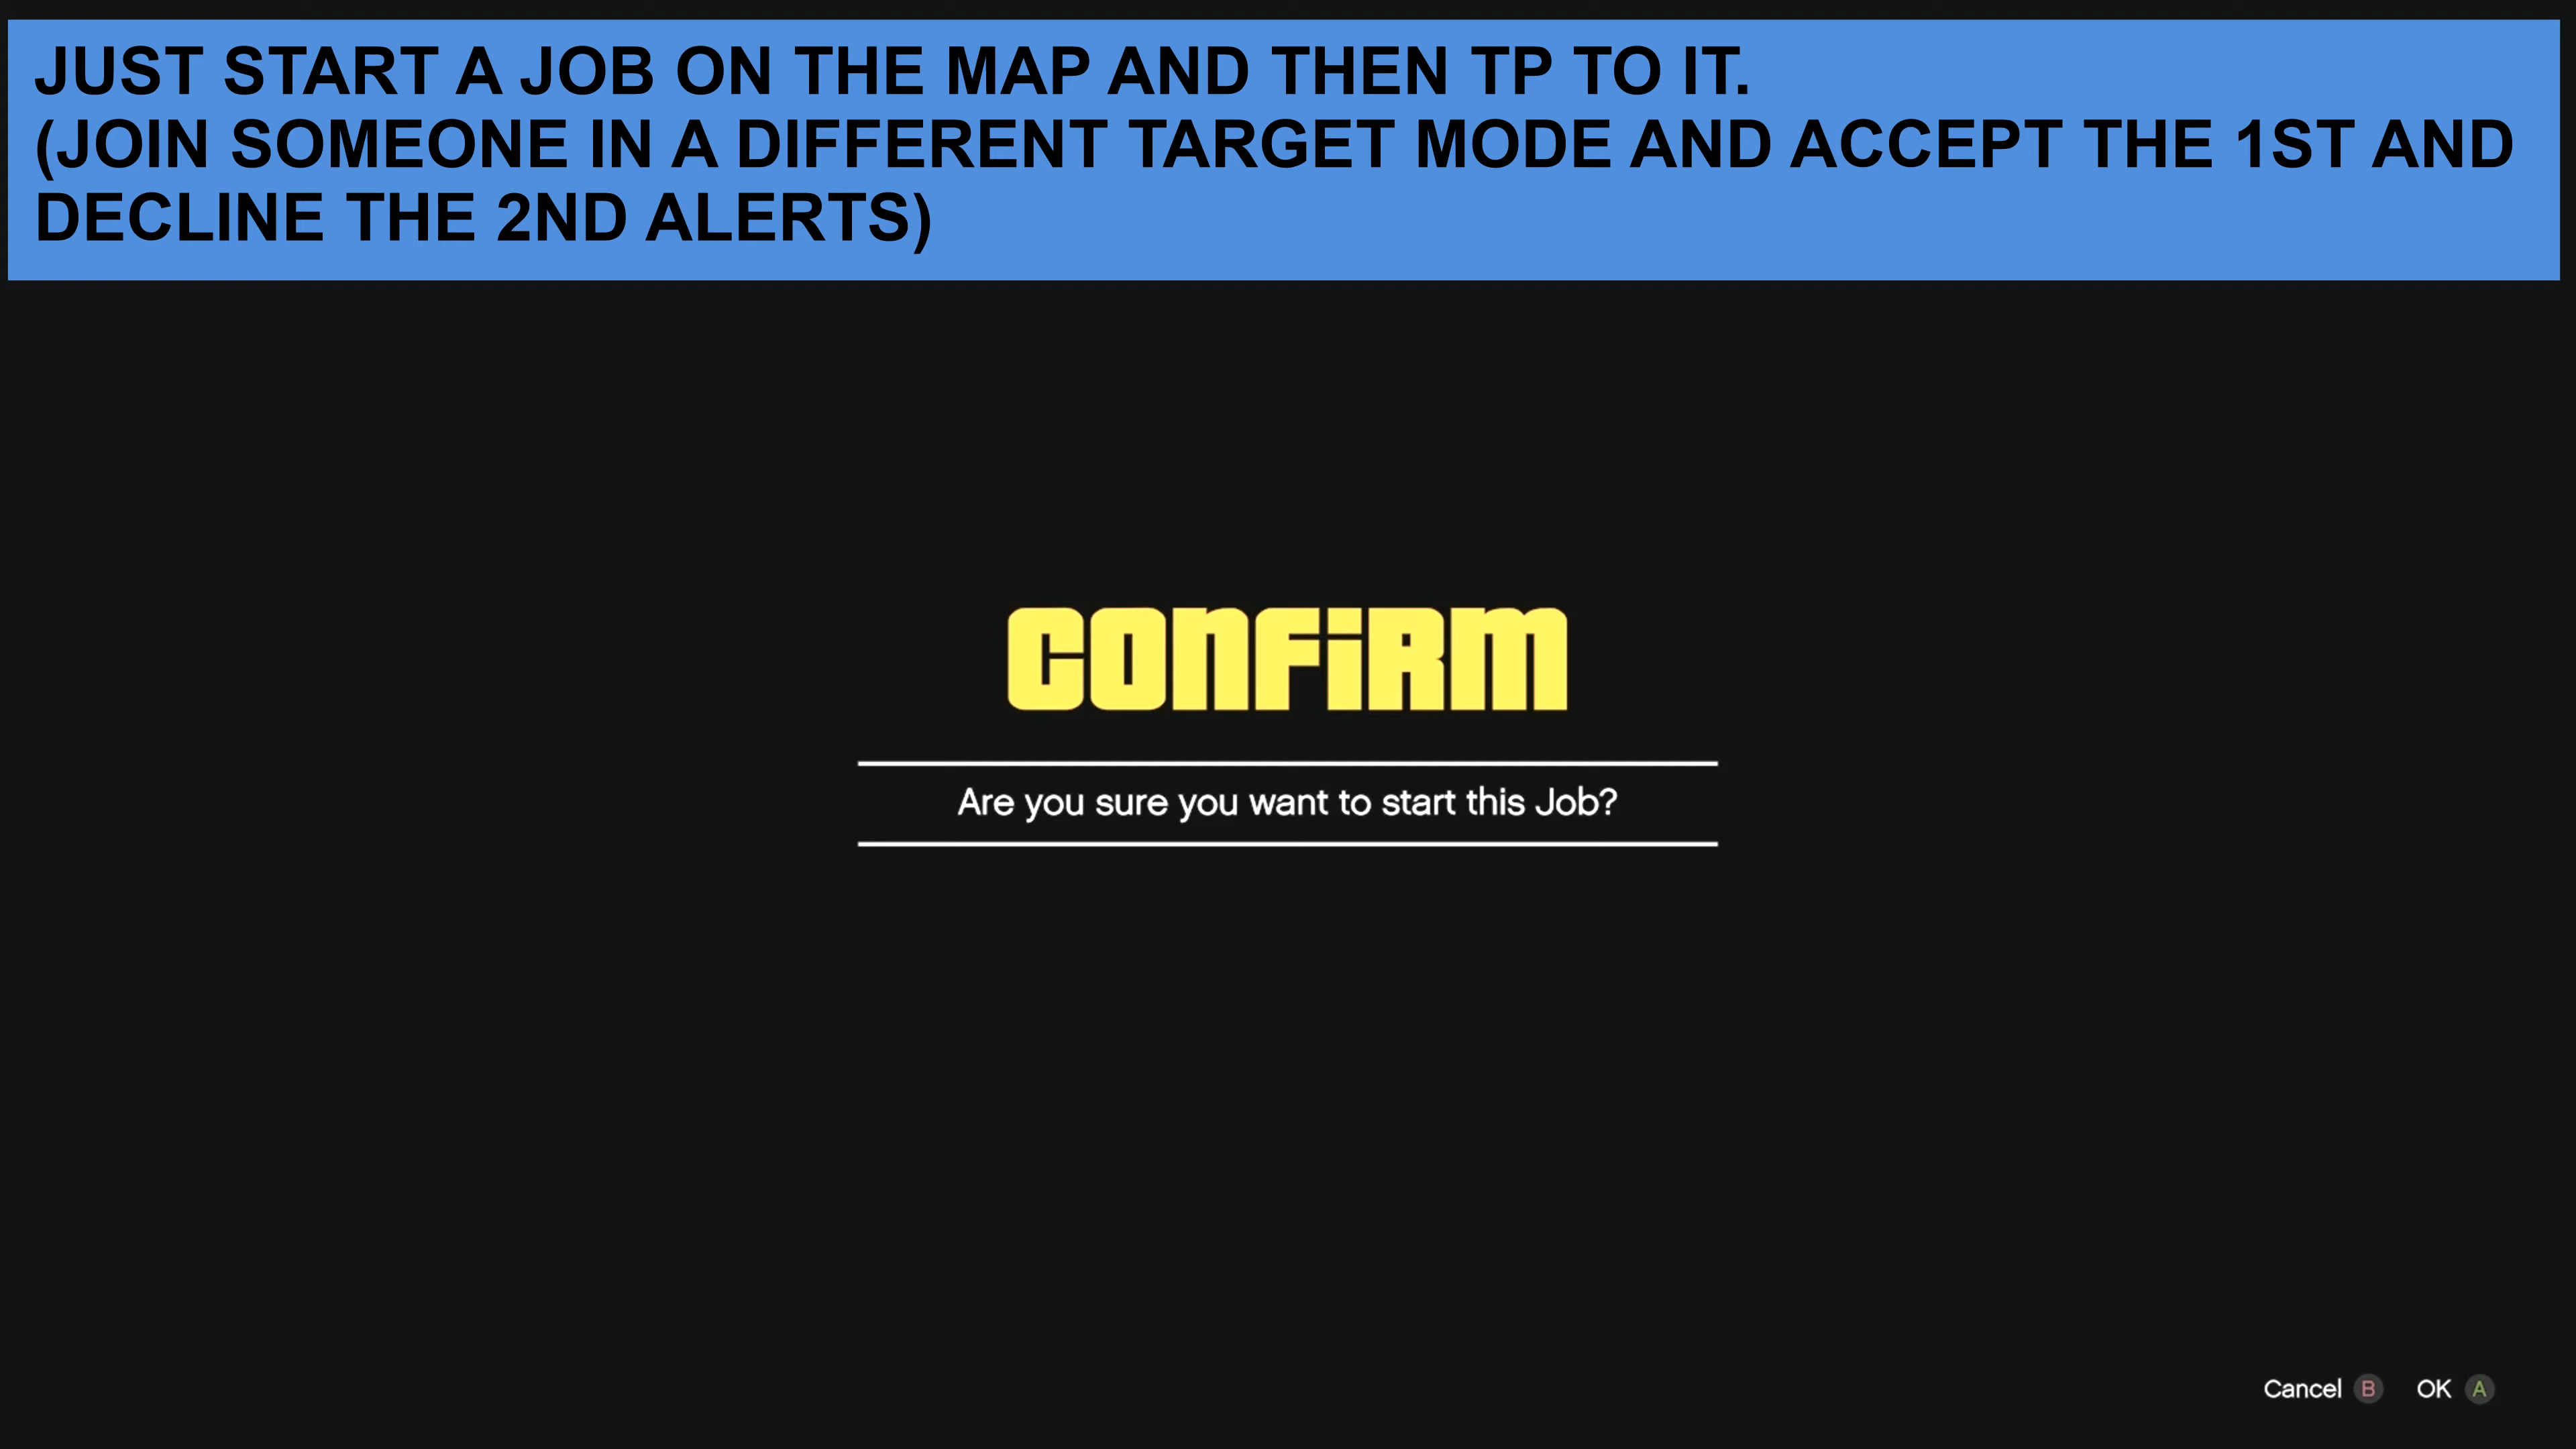 JUST START A JOB ON THE MAP AND THEN TP TO IT.
(JOIN SOMEONE IN A DIFFERENT TARGET MODE AND ACCEPT THE 1ST AND
DECLINE THE 2ND ALERTS)
CONFiRM
Are you sure you want to start this Job?
Cancel B OK A